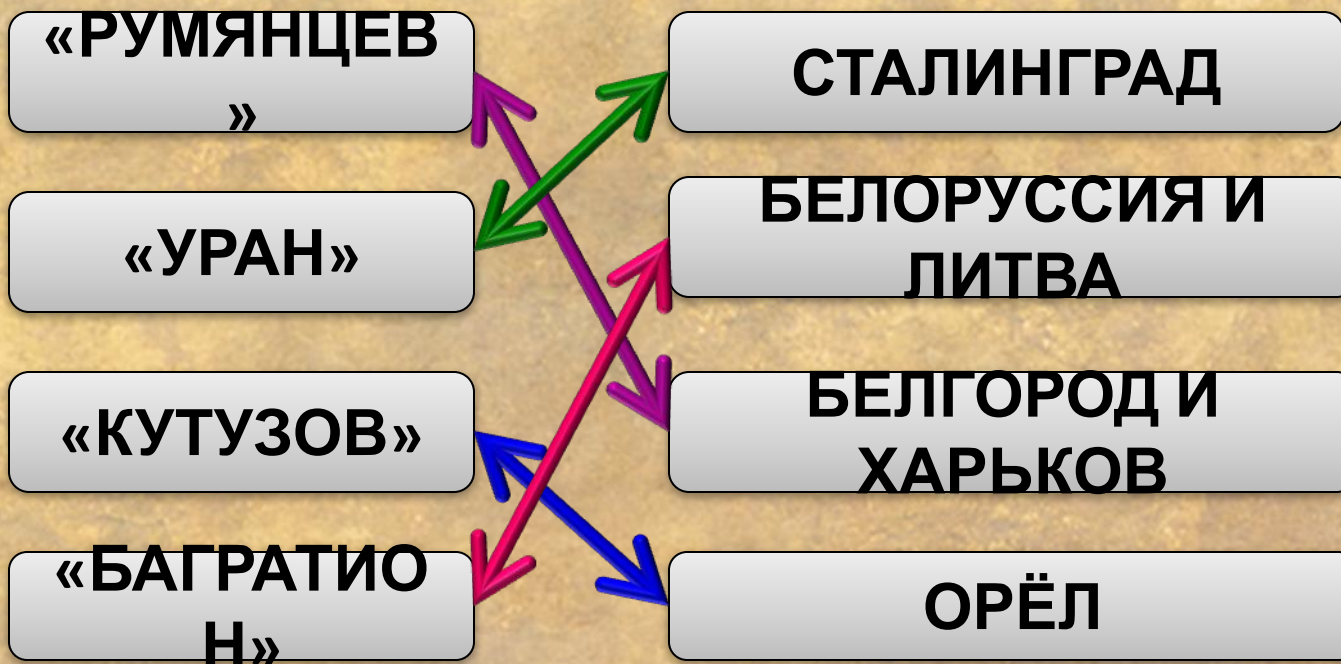 «РУМЯНЦЕВ
»
СТАЛИНГРАД
«УРАН»
БЕЛОРУССИЯ И
ЛИТВА
«КУТУЗОВ»
БЕЛГОРОД И
ХАРЬКОВ
«БАГРАТИО
Н»
ОРЁЛ